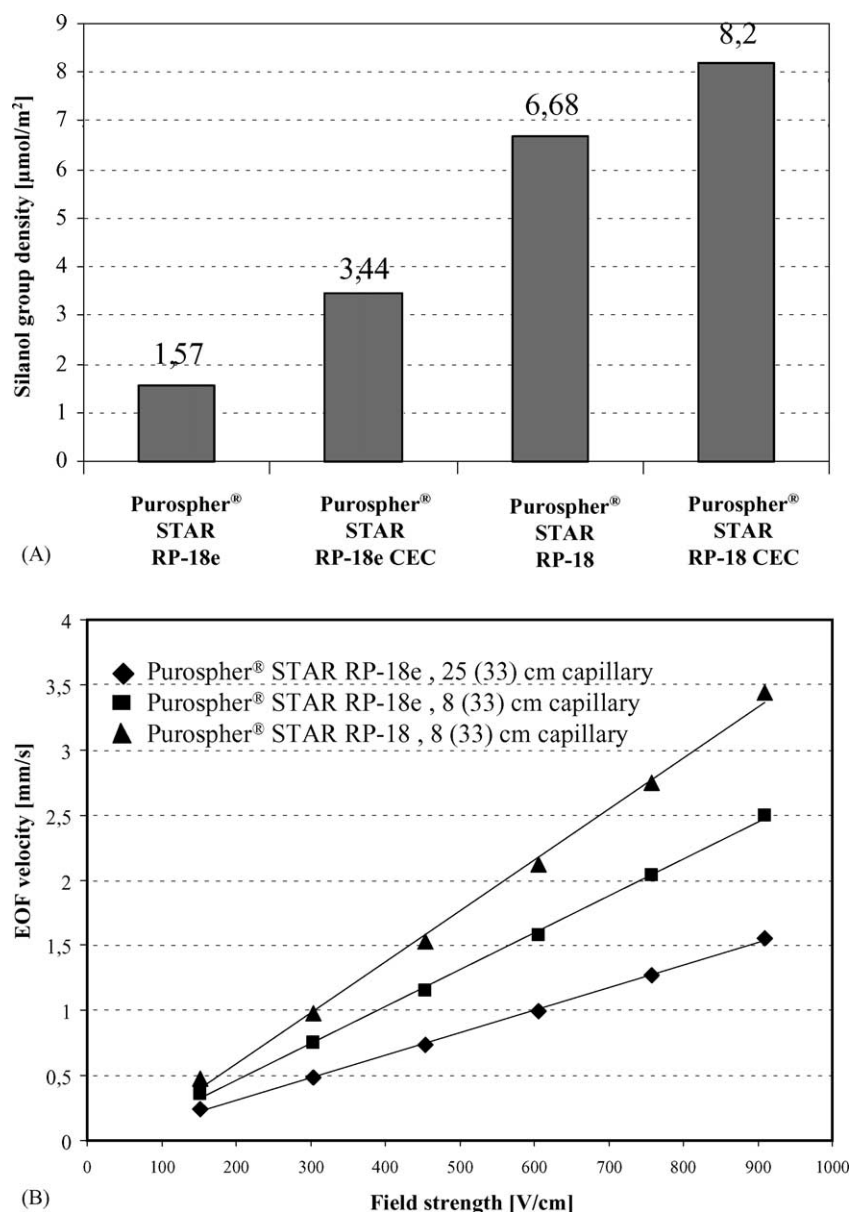 9
8
7
6
5
4
3
2
1
0
Silanol group density [µmol/m²]
1,57
3,44
6,68
8,2
Purospher® STAR RP-18e
Purospher® STAR RP-18e CEC
Purospher® STAR RP-18
Purospher® STAR RP-18 CEC
(A)
4
3,5
3
2,5
2
1,5
1
0,5
0
EOF velocity [mm/s]
Purospher® STAR RP-18e , 25 (33) cm capillary
Purospher® STAR RP-18e , 8 (33) cm capillary
Purospher® STAR RP-18 , 8 (33) cm capillary
0 100 200 300 400 500 600 700 800 900 1000
Field strength [V/cm]
(B)